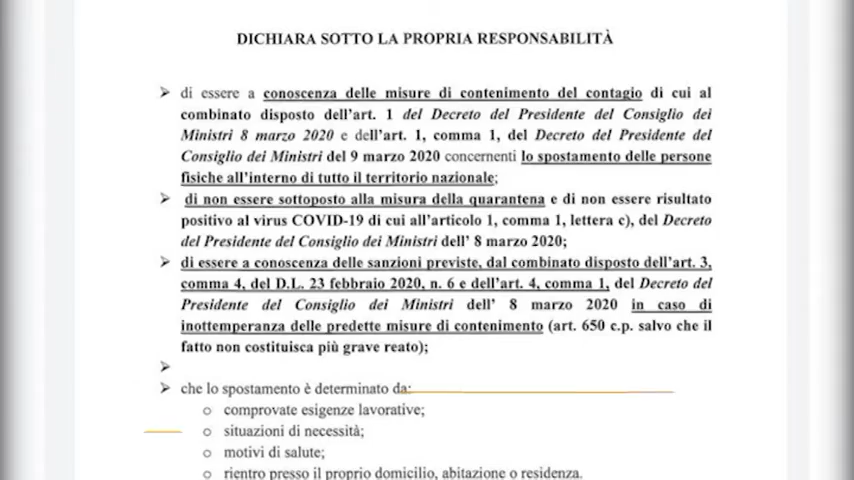 DICHIARA SOTTO LA PROPRIA RESPONSABILITÀ
➢ di essere a conoscenza delle misure di contenimento del contagio di cui al
combinato disposto dell'art. 1 del Decreto del Presidente del Consiglio dei
Ministri 8 marzo 2020 e dell'art. 1, comma 1, del Decreto del Presidente del
Consiglio dei Ministri del 9 marzo 2020 concernenti lo spostamento delle persone
fisiche all'interno di tutto il territorio nazionale;
➢ di non essere sottoposto alla misura della quarantena e di non essere risultato
positivo al virus COVID-19 di cui all'articolo 1, comma 1, lettera c), del Decreto
del Presidente del Consiglio dei Ministri dell' 8 marzo 2020;
➢ di essere a conoscenza delle sanzioni previste, dal combinato disposto dell'art. 3,
comma 4, del D.L. 23 febbraio 2020, n. 6 e dell'art. 4, comma 1, del Decreto del
Presidente del Consiglio dei Ministri dell' 8 marzo 2020 in caso di
inottemperanza delle predette misure di contenimento (art. 650 c.p. salvo che il
fatto non costituisca più grave reato);
➢
➢ che lo spostamento è determinato da:
o comprovate esigenze lavorative;
o situazioni di necessità;
o motivi di salute;
o rientro presso il proprio domicilio, abitazione o residenza.